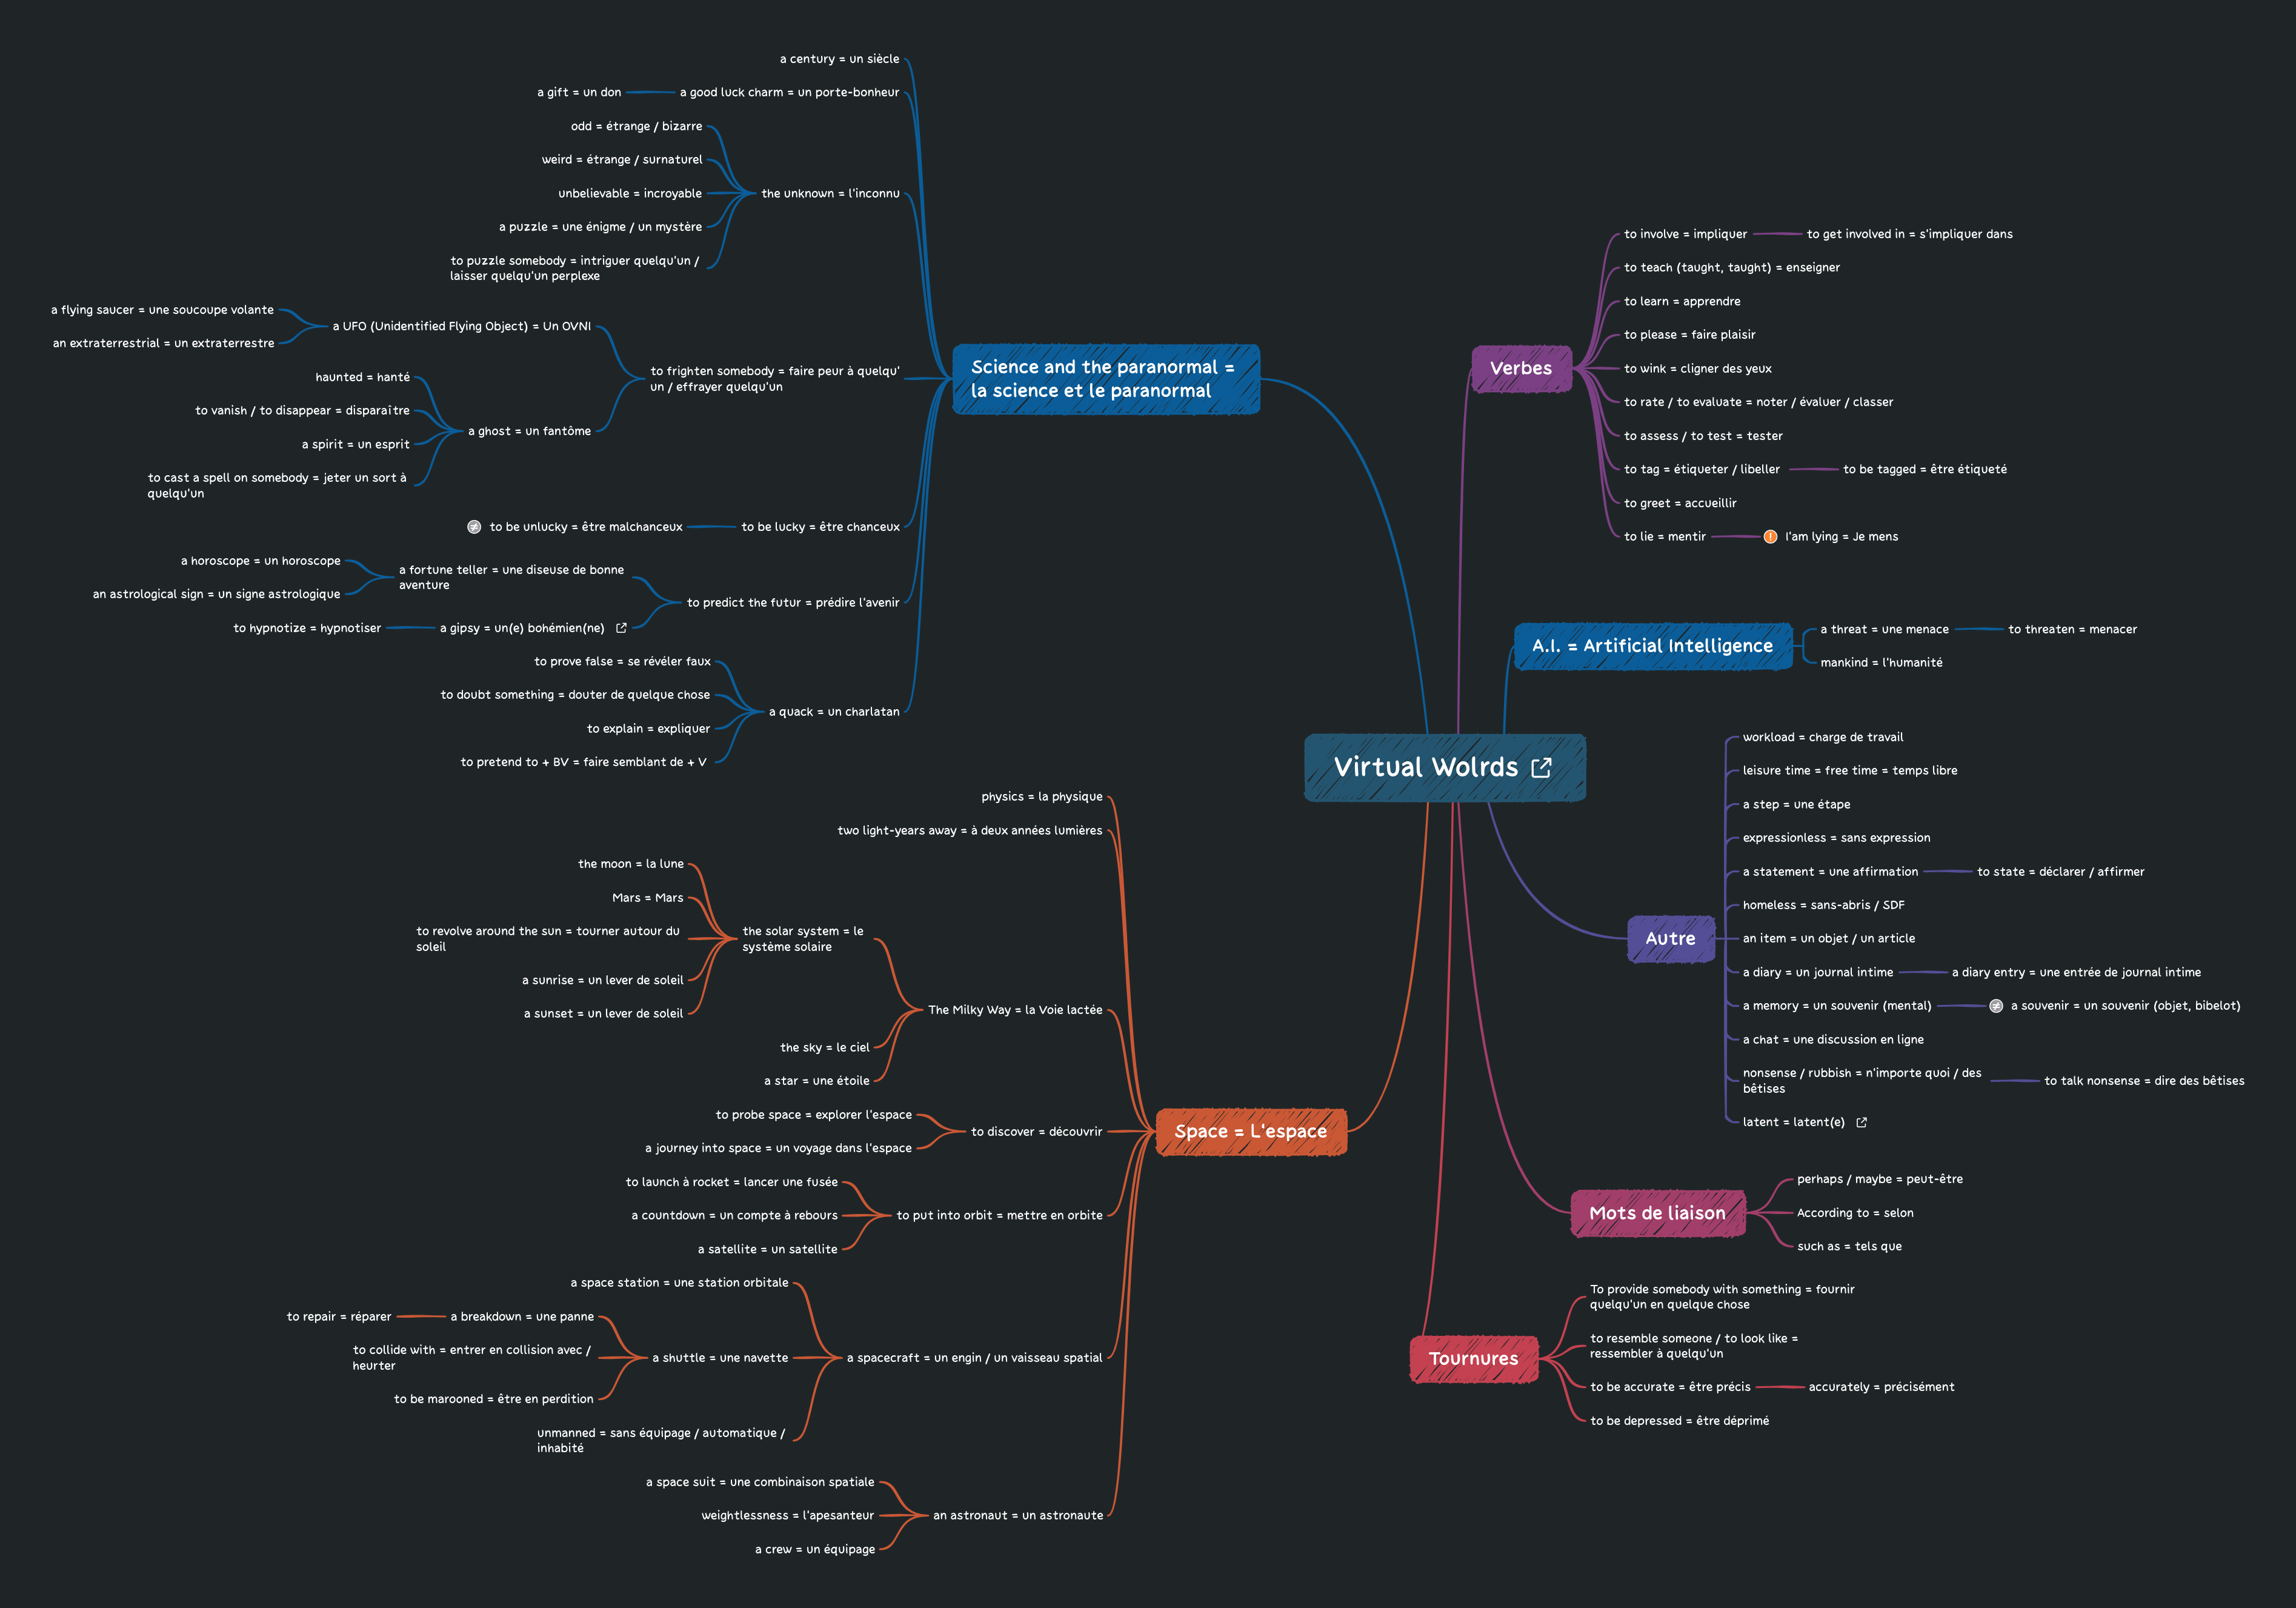 Virtual Wolrds
Science and the paranormal =
la science et le paranormal
a century = un siècle
a good luck charm = un porte-bonheur
a gift = un don
the unknown = l'inconnu
odd = étrange / bizarre
weird = étrange / surnaturel
unbelievable = incroyable
a puzzle = une énigme / un mystère
to puzzle somebody = intriguer quelqu'un /
laisser quelqu'un perplexe
to frighten somebody = faire peur à quelqu'
un / effrayer quelqu'un
a UFO (Unidentified Flying Object) = Un OVNI
a flying saucer = une soucoupe volante
an extraterrestrial = un extraterrestre
a ghost = un fantôme
haunted = hanté
to vanish / to disappear = disparaître
a spirit = un esprit
to cast a spell on somebody = jeter un sort à
quelqu'un
to be lucky = être chanceux
≠ to be unlucky = être malchanceux
to predict the futur = prédire l'avenir
a fortune teller = une diseuse de bonne
aventure
a horoscope = un horoscope
an astrological sign = un signe astrologique
a gipsy = un(e) bohémien(ne)
to hypnotize = hypnotiser
a quack = un charlatan
to prove false = se révéler faux
to doubt something = douter de quelque chose
to explain = expliquer
to pretend to + BV = faire semblant de + V
Space = L'espace
physics = la physique
two light-years away = à deux années lumières
The Milky Way = la Voie lactée
the solar system = le
système solaire
the moon = la lune
Mars = Mars
to revolve around the sun = tourner autour du
soleil
a sunrise = un lever de soleil
a sunset = un lever de soleil
the sky = le ciel
a star = une étoile
to discover = découvrir
to probe space = explorer l'espace
a journey into space = un voyage dans l'espace
to put into orbit = mettre en orbite
to launch à rocket = lancer une fusée
a countdown = un compte à rebours
a satellite = un satellite
a spacecraft = un engin / un vaisseau spatial
a space station = une station orbitale
a shuttle = une navette
a breakdown = une panne
to repair = réparer
to collide with = entrer en collision avec /
heurter
to be marooned = être en perdition
unmanned = sans équipage / automatique /
inhabité
an astronaut = un astronaute
a space suit = une combinaison spatiale
weightlessness = l'apesanteur
a crew = un équipage
Verbes
to involve = impliquer
to get involved in = s'impliquer dans
to teach (taught, taught) = enseigner
to learn = apprendre
to please = faire plaisir
to wink = cligner des yeux
to rate / to evaluate = noter / évaluer / classer
to assess / to test = tester
to tag = étiqueter / libeller
to be tagged = être étiqueté
to greet = accueillir
to lie = mentir
! I'am lying = Je mens
A.I. = Artificial Intelligence
a threat = une menace
to threaten = menacer
mankind = l'humanité
Autre
workload = charge de travail
leisure time = free time = temps libre
a step = une étape
expressionless = sans expression
a statement = une affirmation
to state = déclarer / affirmer
homeless = sans-abris / SDF
an item = un objet / un article
a diary = un journal intime
a diary entry = une entrée de journal intime
a memory = un souvenir (mental)
≠ a souvenir = un souvenir (objet, bibelot)
a chat = une discussion en ligne
nonsense / rubbish = n'importe quoi / des
bêtises
to talk nonsense = dire des bêtises
latent = latent(e)
Mots de liaison
perhaps / maybe = peut-être
According to = selon
such as = tels que
Tournures
To provide somebody with something = fournir
quelqu'un en quelque chose
to resemble someone / to look like =
ressembler à quelqu'un
to be accurate = être précis
accurately = précisément
to be depressed = être déprimé